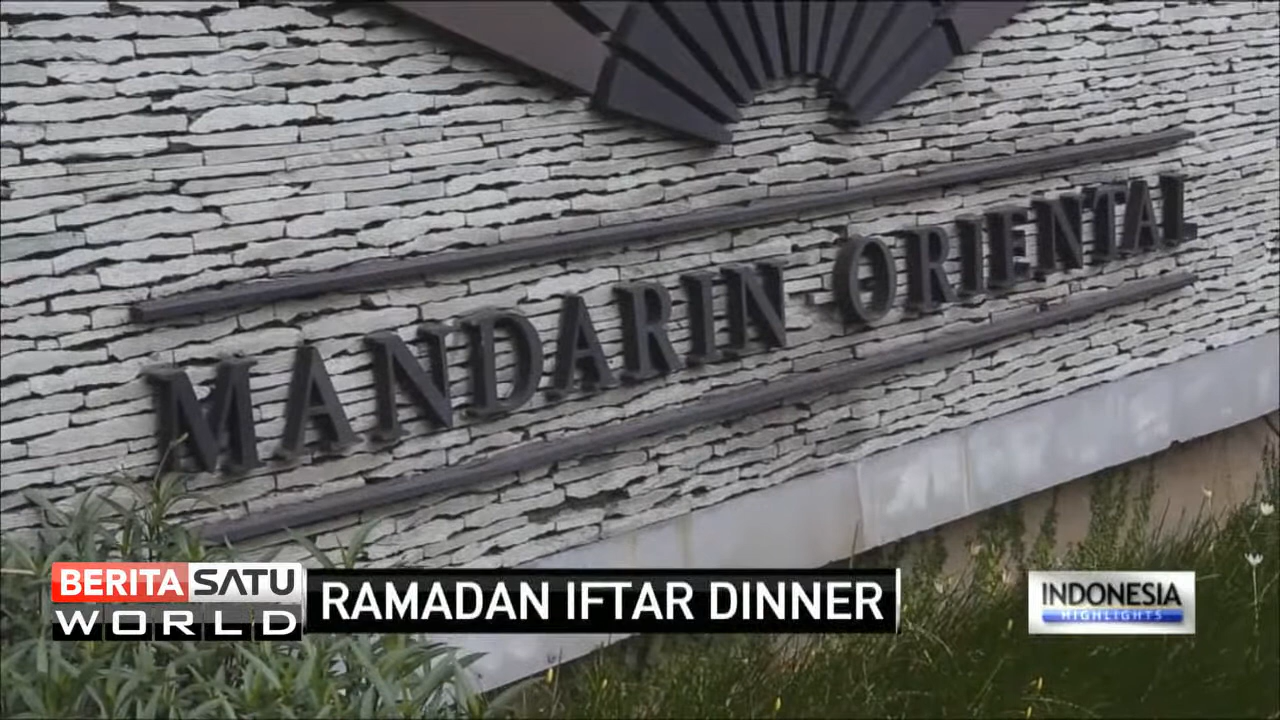 MANDARIN ORIENTAL
BERITA SATU
WORLD
RAMADAN IFTAR DINNER
INDONESIA
HIGHLIGHTS